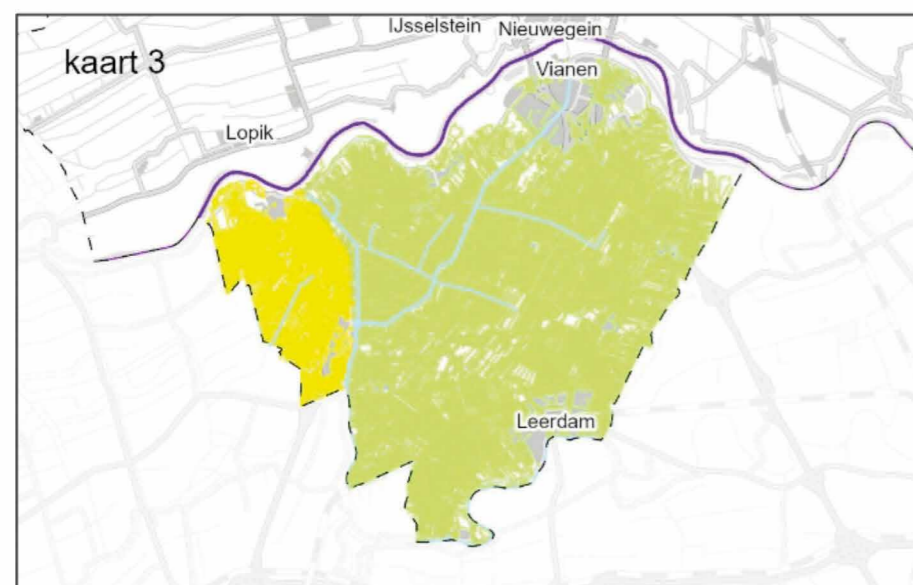 IJsselstein
Nieuwegein
kaart 3
Vianen
Lopik
Leerdam